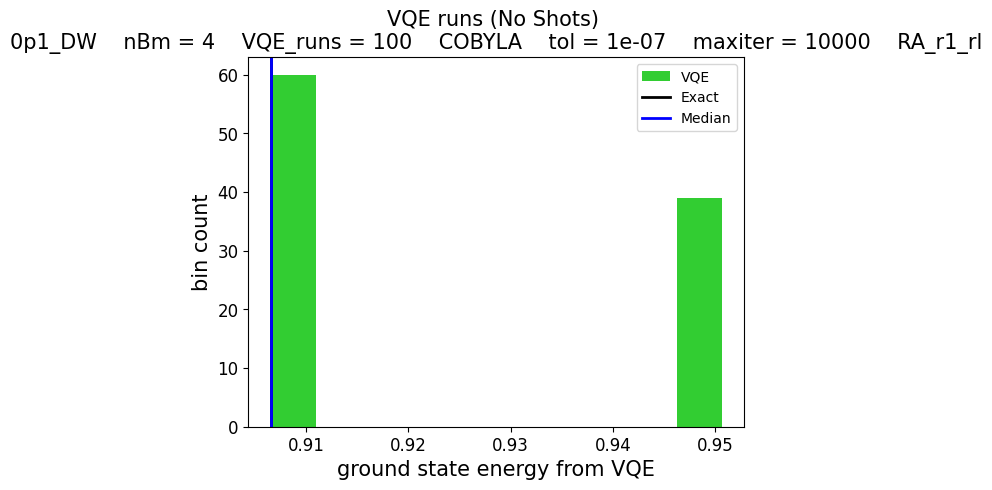 VQE runs (No Shots)
0p1_DW    nBm = 4    VQE_runs = 100    COBYLA    tol = 1e-07    maxiter = 10000    RA_r1_rl
VQE
Exact
Median
bin count
60
50
40
30
20
10
0
0.91 0.92 0.93 0.94 0.95
ground state energy from VQE